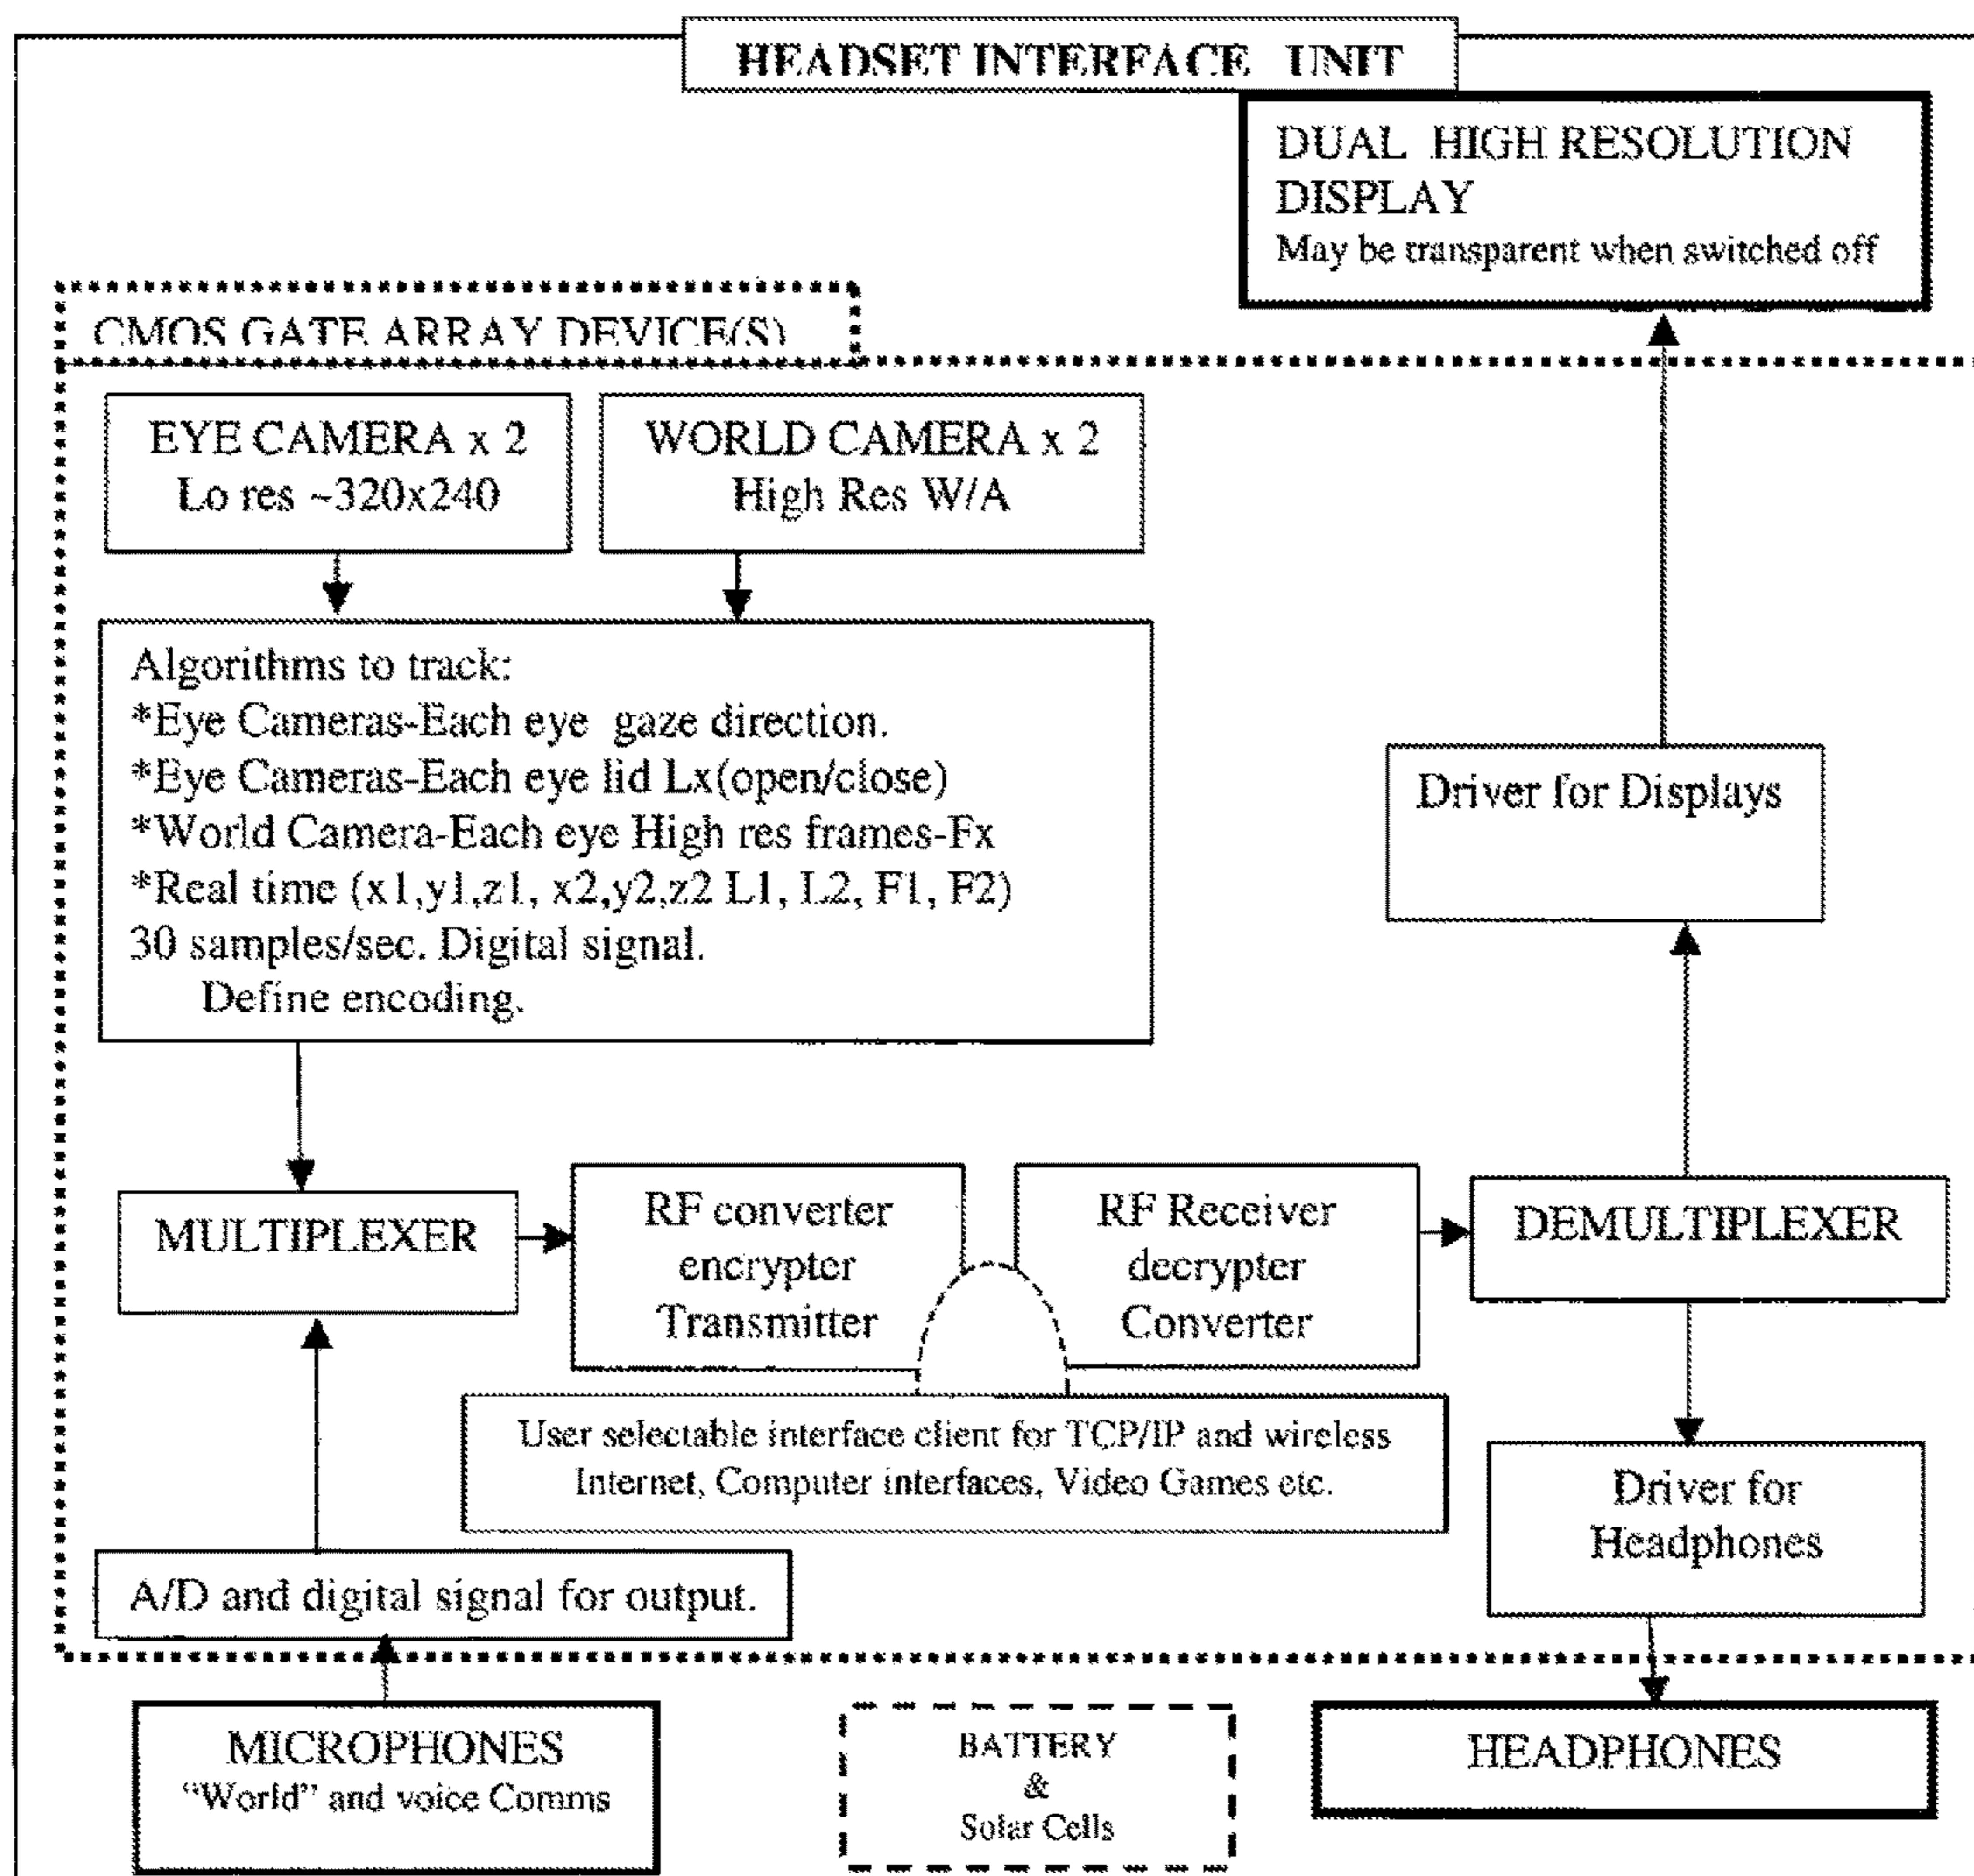 HEADSET INTERFACE UNIT
DUAL HIGH RESOLUTION
DISPLAY
May be transparent when switched off
CMOS GATE ARRAY DEVICE(S)
EYE CAMERA x 2
Lo res ~320x240
WORLD CAMERA x 2
High Res W/A
Algorithms to track:
*Eye Cameras-Each eye gaze direction.
*Eye Cameras-Each eye lid Lx(open/close)
*World Camera-Each eye High res frames-Fx
*Real time (x1,y1,z1, x2,y2,z2 L1, L2, F1, F2)
30 samples/sec. Digital signal.
Define encoding.
Driver for Displays
MULTIPLEXER
RF converter
encrypter
Transmitter
RF Receiver
decrypter
Converter
DEMULTIPLEXER
User selectable interface client for TCP/IP and wireless
Internet, Computer interfaces, Video Games etc.
Driver for
Headphones
A/D and digital signal for output.
MICROPHONES
“World” and voice Comms
BATTERY
&
Solar Cells
HEADPHONES